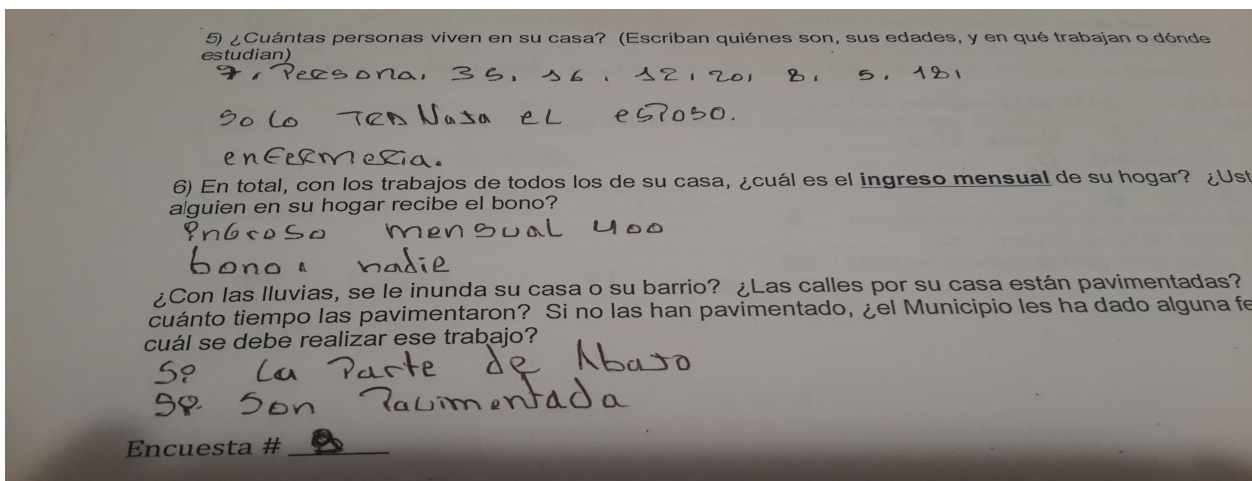 5) ¿Cuántas personas viven en su casa? (Escriban quiénes son, sus edades, y en qué trabajan o dónde
estudian)
7, Persona. 35. 16. 12, 20, 8. 5. 18,
solo el esposo.
enfermeria.
6) En total, con los trabajos de todos los de su casa, ¿cuál es el ingreso mensual de su hogar? ¿Ust
alguien en su hogar recibe el bono?
ingroso mensual 400
bono. nadie
¿Con las lluvias, se le inunda su casa o su barrio? ¿Las calles por su casa están pavimentadas?
cuánto tiempo las pavimentaron? Si no las han pavimentado, ¿el Municipio les ha dado alguna fe
cuál se debe realizar ese trabajo?
Si La Parte de Abajo
Si. Son Pavimentada
Encuesta #